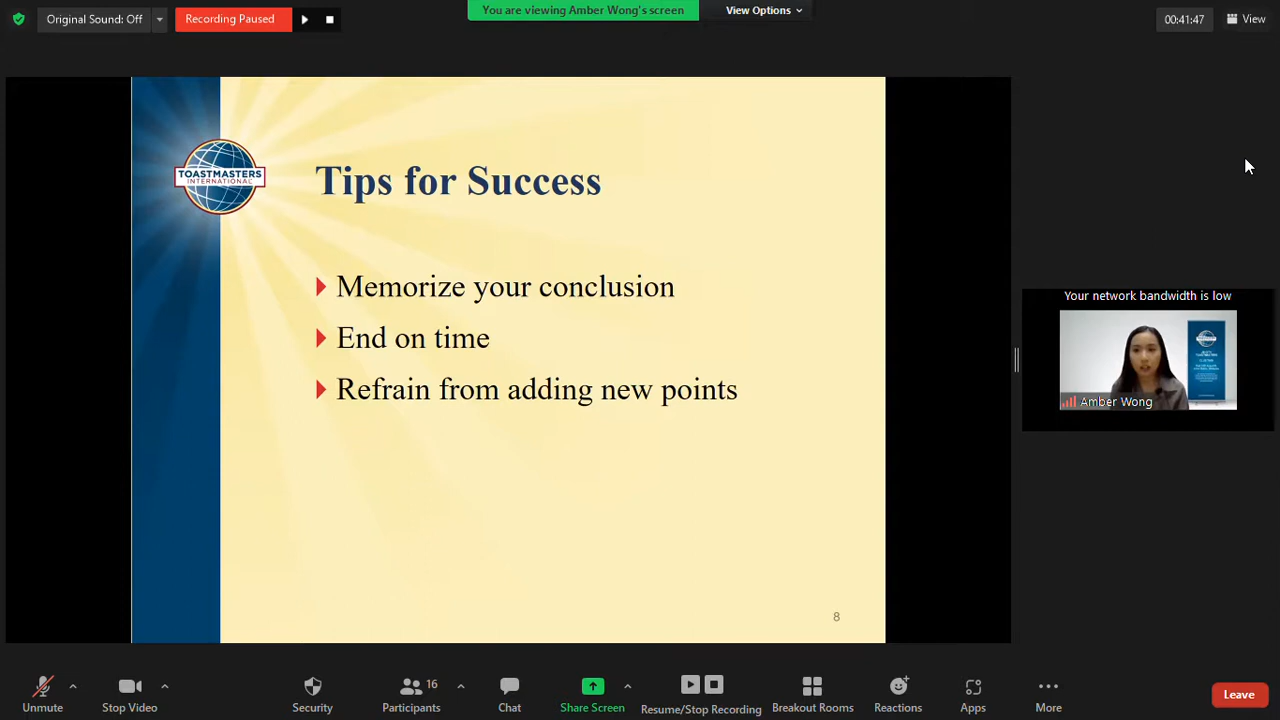 Original Sound: Off
Recording Paused
You are viewing Amber Wong's screen
View Options
00:41:47
View
TOASTMASTERS
INTERNATIONAL
Tips for Success
Memorize your conclusion
End on time
Refrain from adding new points
8
Your network bandwidth is low
Amber Wong
Unmute
Stop Video
Security
16
Participants
Chat
Share Screen
Resume/Stop Recording
Breakout Rooms
Reactions
Apps
More
Leave